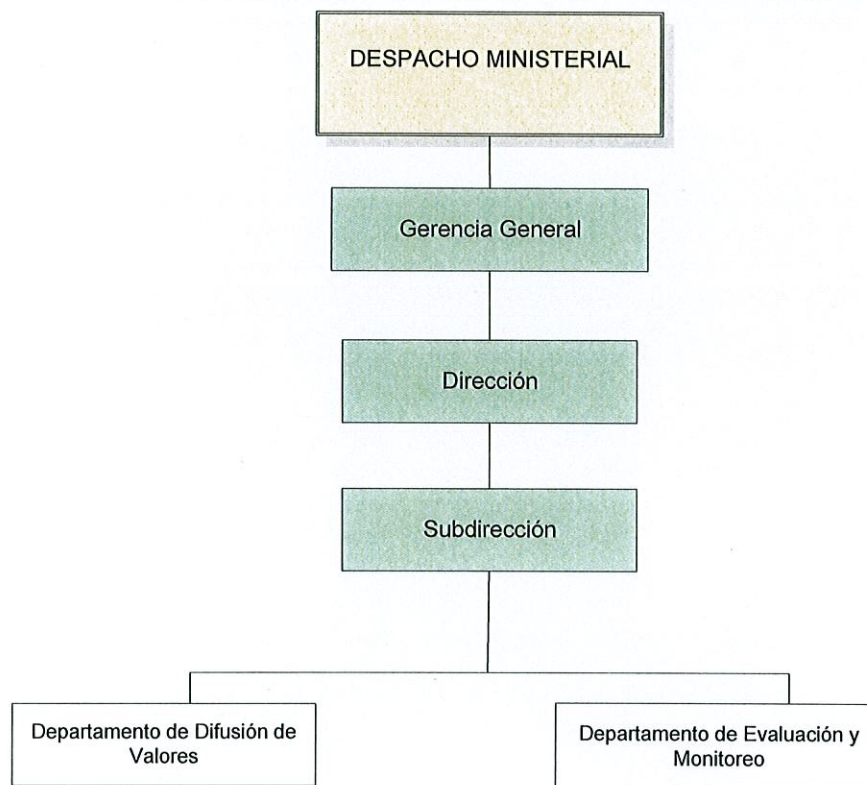 DESPACHO MINISTERIAL
Gerencia General
Dirección
Subdirección
Departamento de Difusión de
Valores
Departamento de Evaluación y
Monitoreo